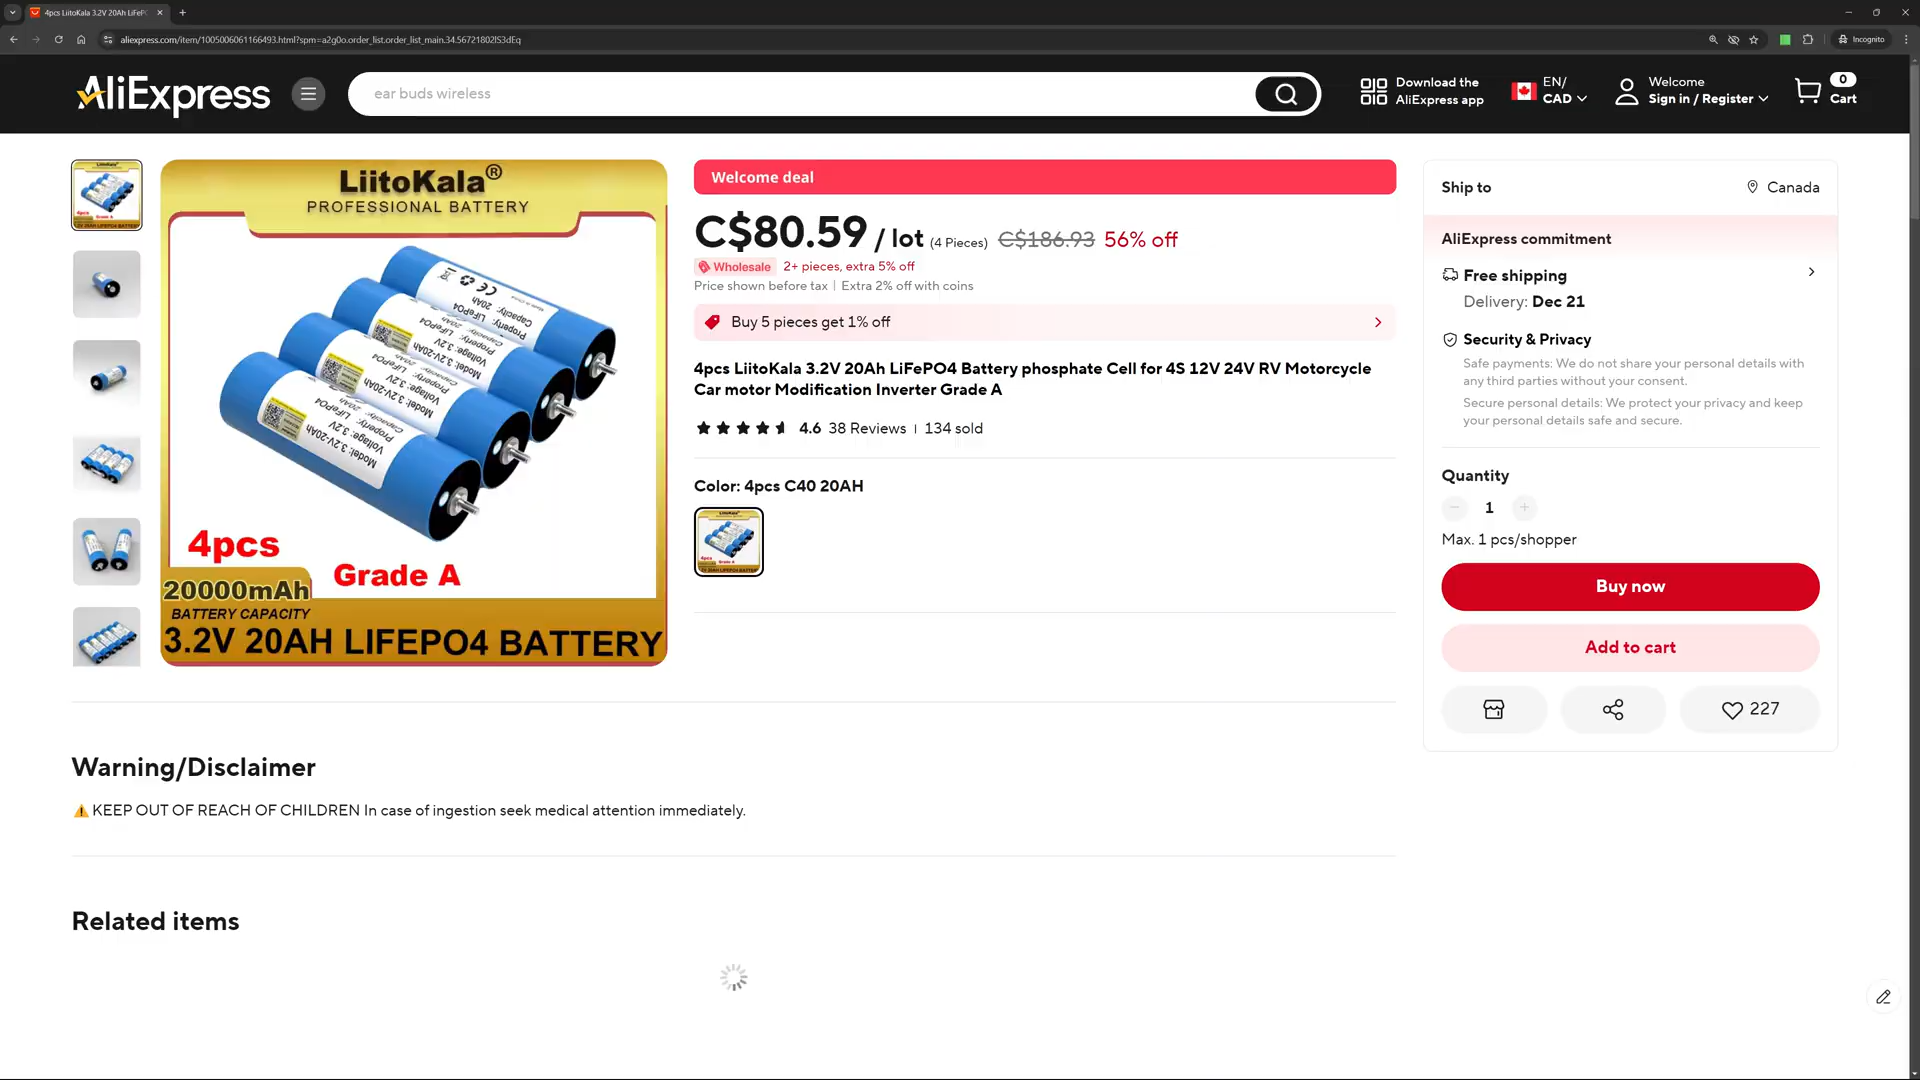 4pcs LiitoKala 3.2V 20Ah LiFeP
aliexpress.com/item/1005006061166493.html?spm=a2g0o.order_list.order_list_main.34.56721802lS3dEq
Incognito
AliExpress
ear buds wireless
Download the
AliExpress app
EN/
CAD
Welcome
Sign in / Register
0
Cart
LiitoKala®
PROFESSIONAL BATTERY
4pcs
Grade A
20000mAh
BATTERY CAPACITY
3.2V 20AH LIFEPO4 BATTERY
Welcome deal
C$80.59 / lot (4 Pieces) C$186.93 56% off
Wholesale 2+ pieces, extra 5% off
Price shown before tax | Extra 2% off with coins
Buy 5 pieces get 1% off
4pcs LiitoKala 3.2V 20Ah LiFePO4 Battery phosphate Cell for 4S 12V 24V RV Motorcycle
Car motor Modification Inverter Grade A
4.6 38 Reviews | 134 sold
Color: 4pcs C40 20AH
Ship to
Canada
AliExpress commitment
Free shipping
Delivery: Dec 21
Security & Privacy
Safe payments: We do not share your personal details with
any third parties without your consent.
Secure personal details: We protect your privacy and keep
your personal details safe and secure.
Quantity
1
Max. 1 pcs/shopper
Buy now
Add to cart
227
Warning/Disclaimer
⚠️ KEEP OUT OF REACH OF CHILDREN In case of ingestion seek medical attention immediately.
Related items